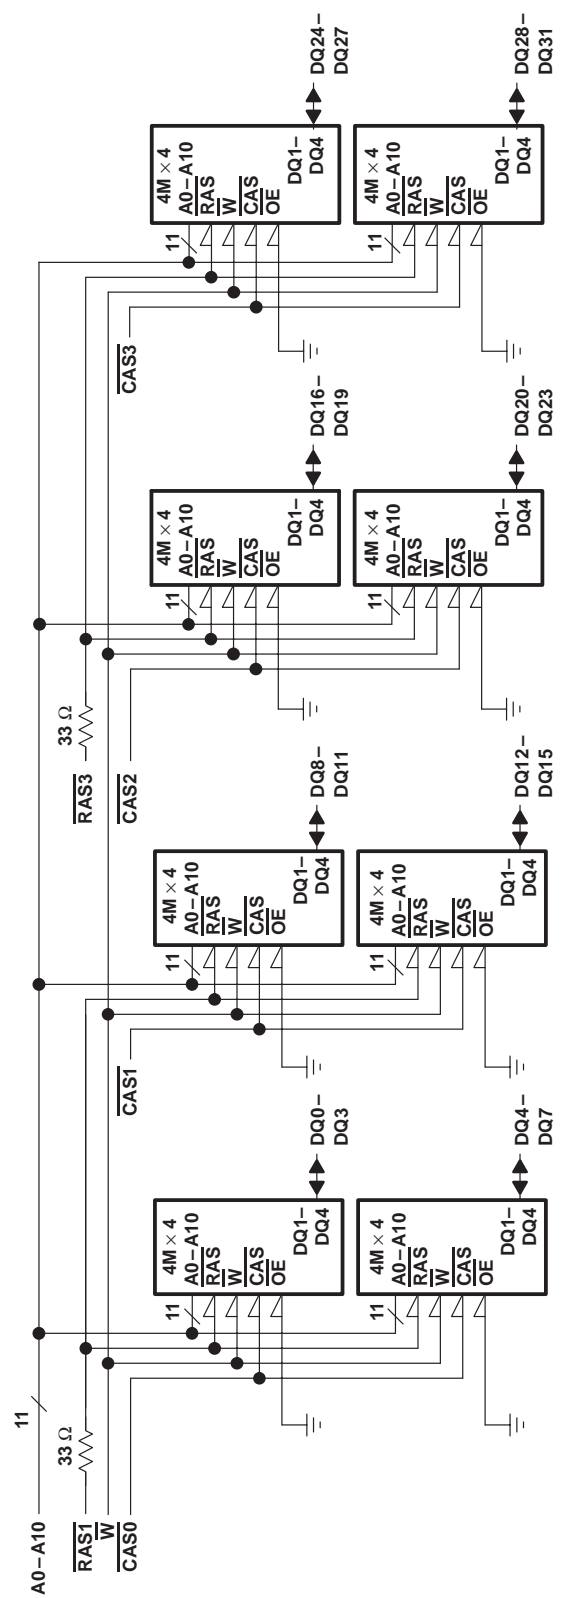 A0–A10
11
RAS1
33 Ω
W
CAS0
11
4M × 4
A0–A10
RAS
W
CAS
OE
DQ1–
DQ4
DQ0–
DQ3
11
4M × 4
A0–A10
RAS
W
CAS
OE
DQ1–
DQ4
DQ4–
DQ7
CAS1
11
4M × 4
A0–A10
RAS
W
CAS
OE
DQ1–
DQ4
DQ8–
DQ11
11
4M × 4
A0–A10
RAS
W
CAS
OE
DQ1–
DQ4
DQ12–
DQ15
RAS3
33 Ω
CAS2
11
4M × 4
A0–A10
RAS
W
CAS
OE
DQ1–
DQ4
DQ16–
DQ19
11
4M × 4
A0–A10
RAS
W
CAS
OE
DQ1–
DQ4
DQ20–
DQ23
CAS3
11
4M × 4
A0–A10
RAS
W
CAS
OE
DQ1–
DQ4
DQ24–
DQ27
11
4M × 4
A0–A10
RAS
W
CAS
OE
DQ1–
DQ4
DQ28–
DQ31